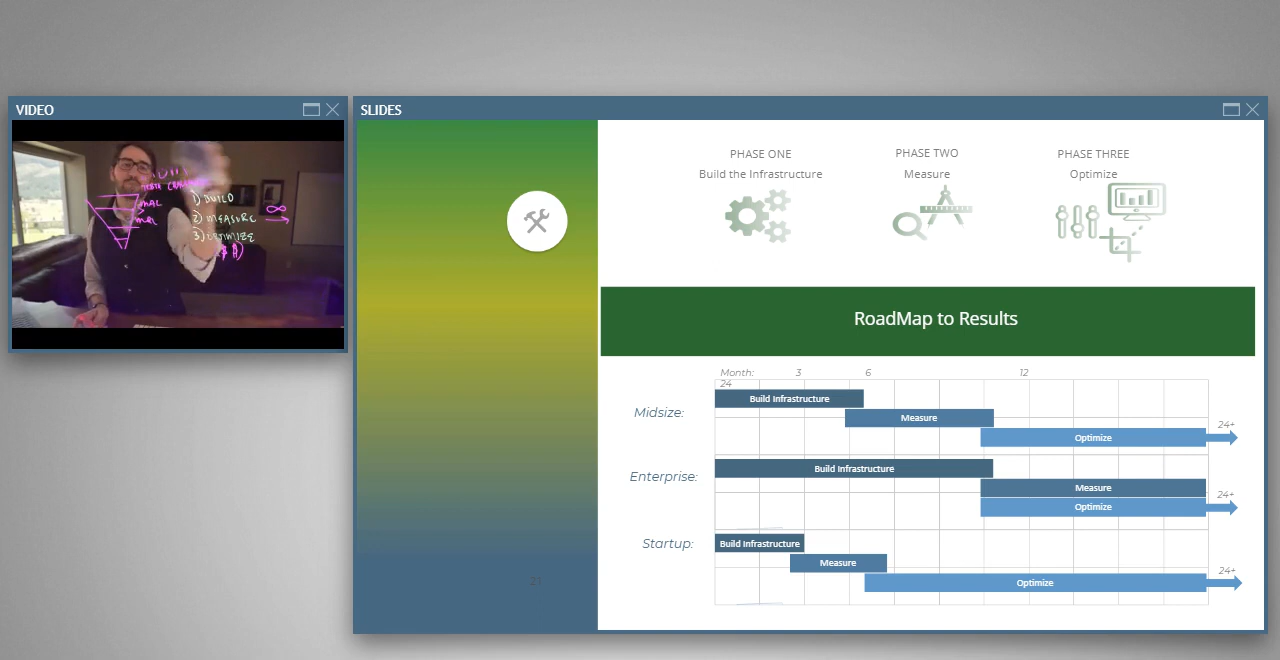 VIDEO
1) BUILD
2) MEASURE
3) OPTIMIZE
SLIDES
PHASE ONE
Build the Infrastructure
PHASE TWO
Measure
PHASE THREE
Optimize
RoadMap to Results
Month: 3 6 12
24
Midsize:
Build Infrastructure
Measure
Optimize
24+
Enterprise:
Build Infrastructure
Measure
Optimize
24+
Startup:
Build Infrastructure
Measure
Optimize
24+
21